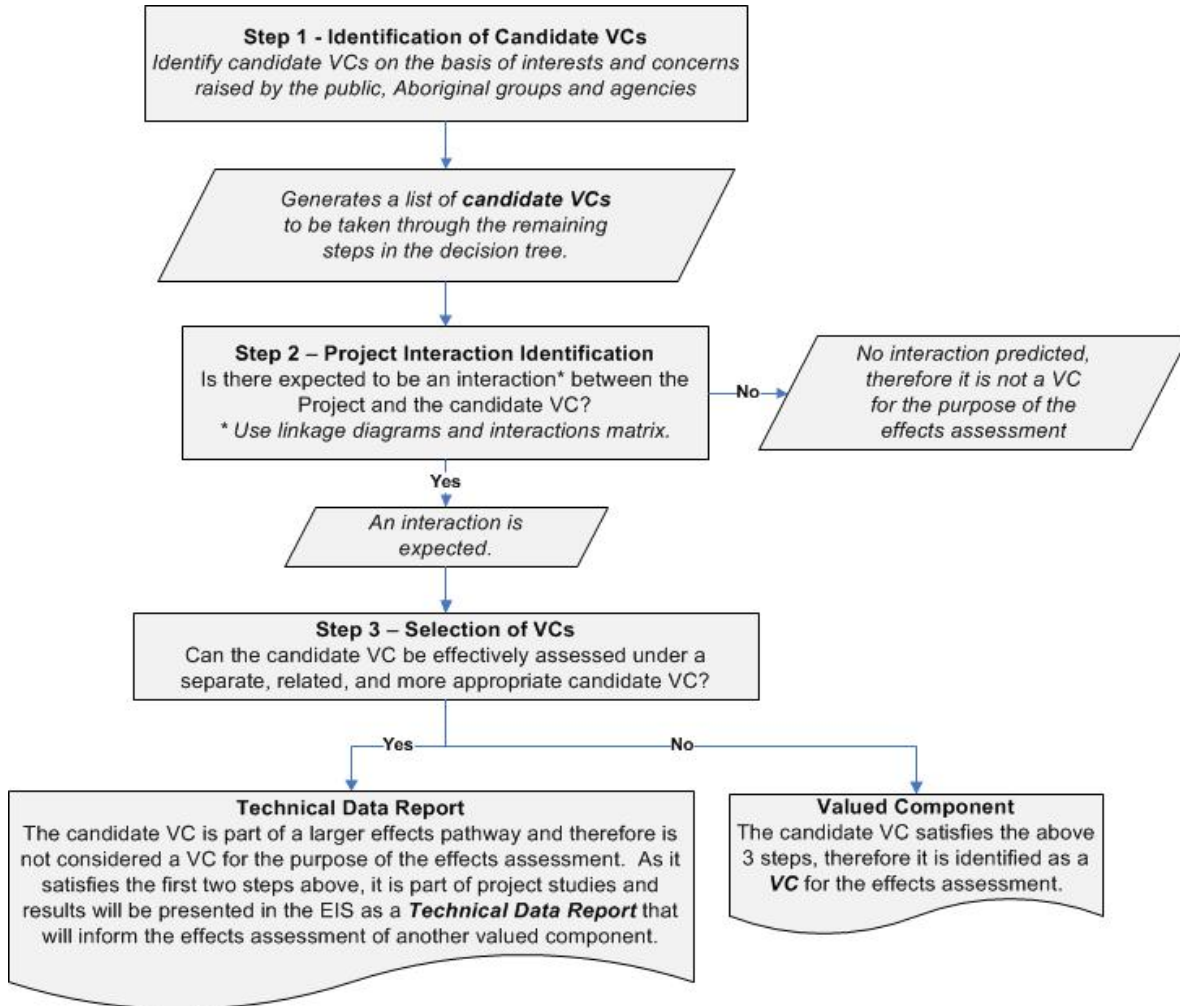 Step 1 - Identification of Candidate VCs
Identify candidate VCs on the basis of interests and concerns
raised by the public, Aboriginal groups and agencies
Generates a list of candidate VCs
to be taken through the remaining
steps in the decision tree.
Step 2 – Project Interaction Identification
Is there expected to be an interaction* between the
Project and the candidate VC?
* Use linkage diagrams and interactions matrix.
No
No interaction predicted,
therefore it is not a VC
for the purpose of the
effects assessment
Yes
An interaction is
expected.
Step 3 – Selection of VCs
Can the candidate VC be effectively assessed under a
separate, related, and more appropriate candidate VC?
Yes
No
Technical Data Report
The candidate VC is part of a larger effects pathway and therefore is
not considered a VC for the purpose of the effects assessment. As it
satisfies the first two steps above, it is part of project studies and
results will be presented in the EIS as a Technical Data Report that
will inform the effects assessment of another valued component.
Valued Component
The candidate VC satisfies the above
3 steps, therefore it is identified as a
VC for the effects assessment.